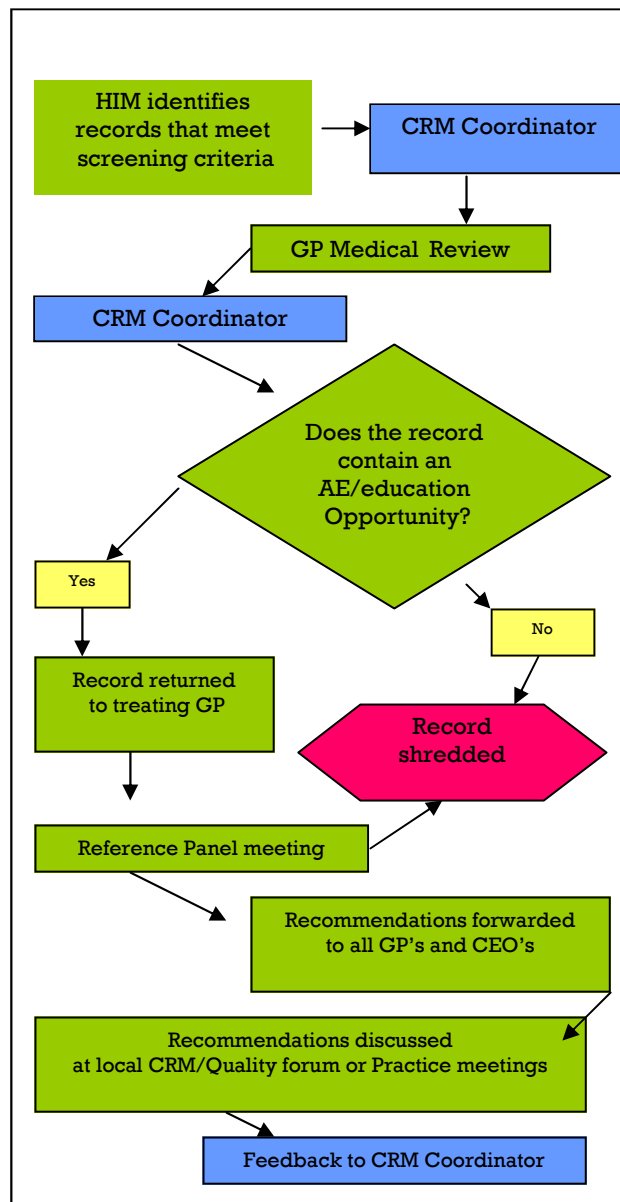 HIM identifies
records that meet
screening criteria
CRM Coordinator
GP Medical Review
CRM Coordinator
Does the record
contain an
AE/education
Opportunity?
Yes
No
Record returned
to treating GP
Record
shredded
Reference Panel meeting
Recommendations forwarded
to all GP's and CEO's
Recommendations discussed
at local CRM/Quality forum or Practice meetings
Feedback to CRM Coordinator